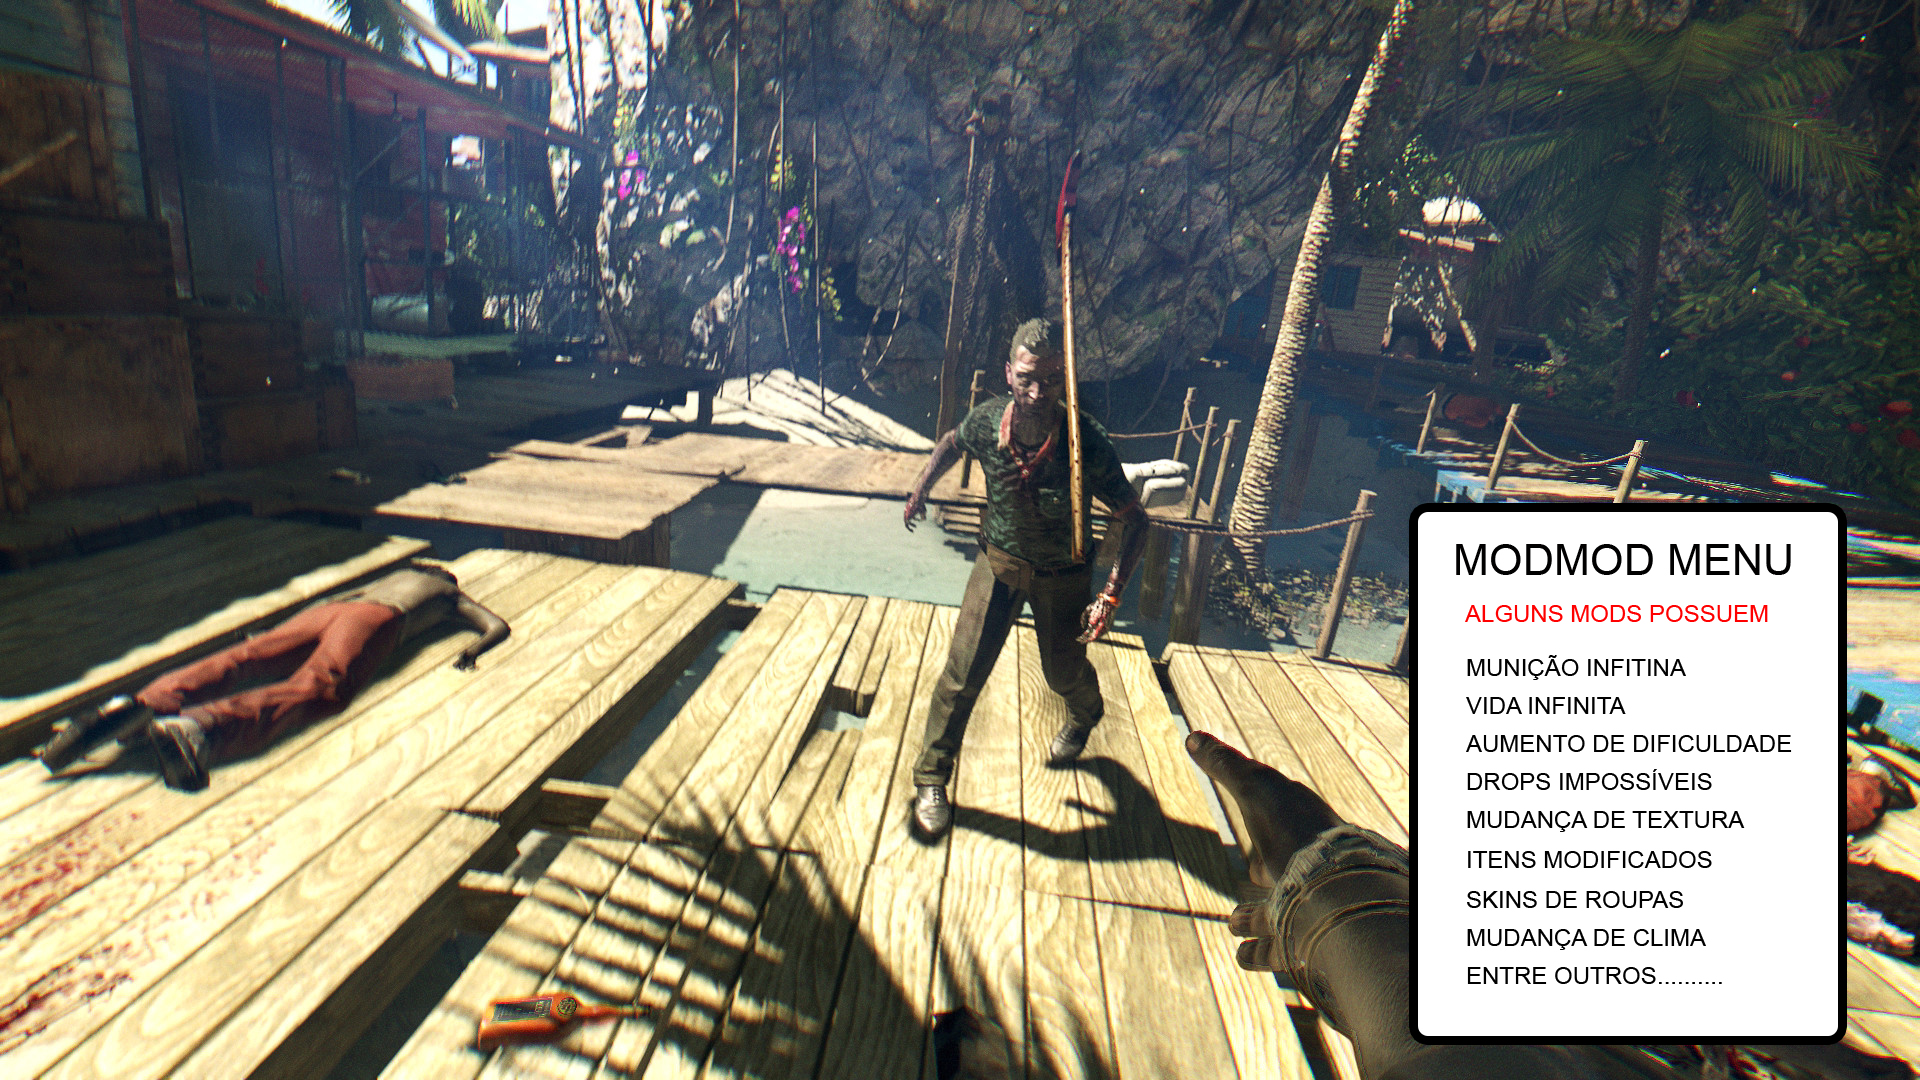 MODMOD MENU
ALGUNS MODS POSSUEM
MUNIÇÃO INFITINA
VIDA INFINITA
AUMENTO DE DIFICULDADE
DROPS IMPOSSÍVEIS
MUDANÇA DE TEXTURA
ITENS MODIFICADOS
SKINS DE ROUPAS
MUDANÇA DE CLIMA
ENTRE OUTROS..........